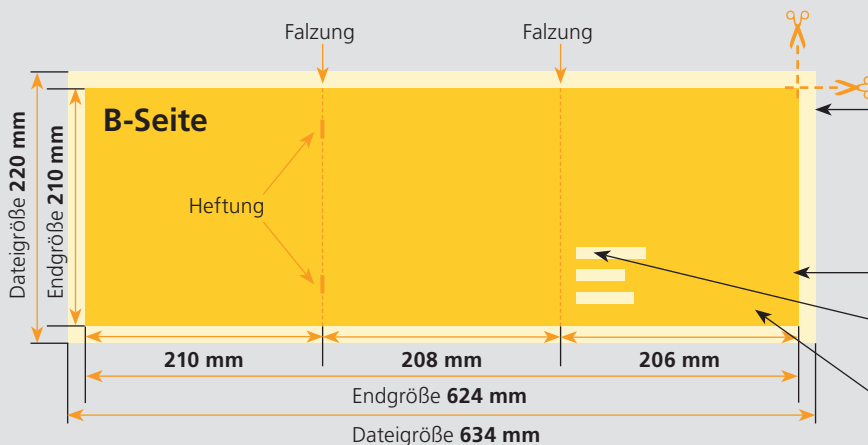 Falzung
Falzung
B-Seite
Dateigröße 220 mm
Endgröße 210 mm
Heftung
210 mm
208 mm
206 mm
Endgröße 624 mm
Dateigröße 634 mm